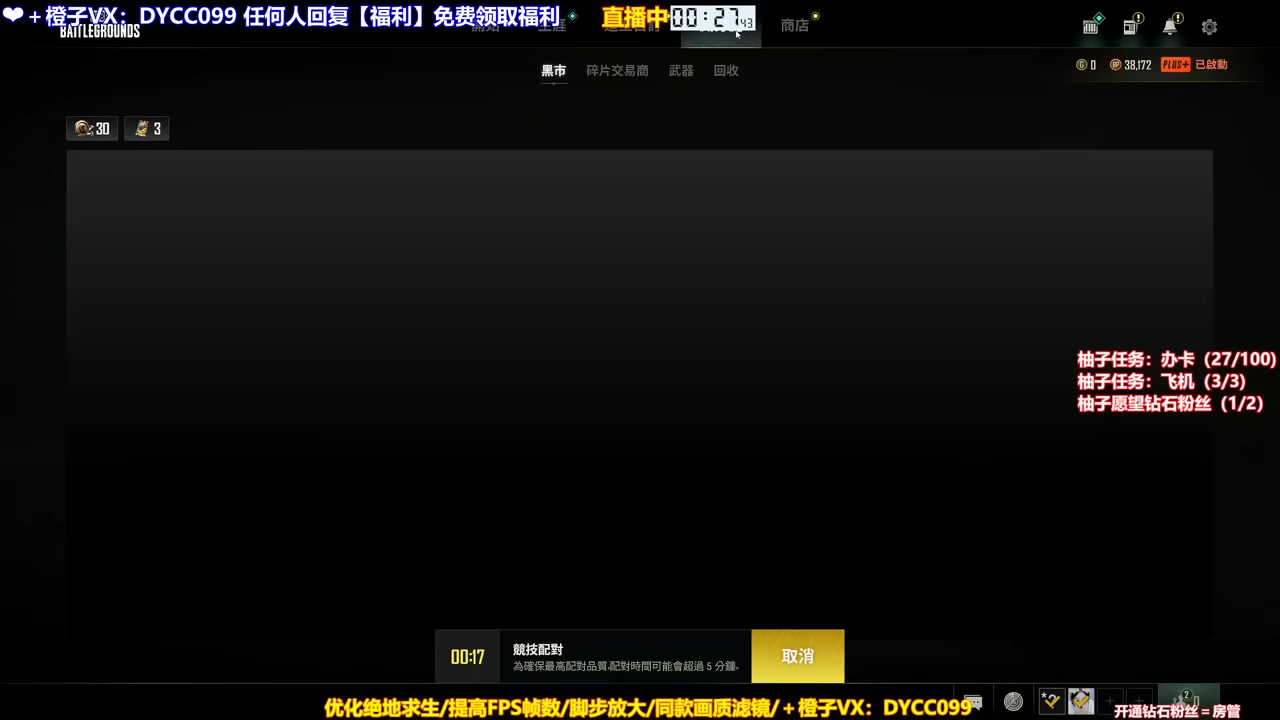 ❤+橙子VX：DYCC099 任何人回复【福利】免费领取福利
直播中
00:27 43
商店
BATTLEGROUNDS
黑市 碎片交易商 武器 回收
G 0 BP 38,172 PLUS+ 已啟動
30 3
柚子任务：办卡（27/100)
柚子任务：飞机（3/3）
柚子愿望钻石粉丝（1/2）
00:17
競技配對
為確保最高配對品質,配對時間可能會超過 5 分鐘。
取消
2
优化绝地求生/提高FPS帧数/脚步放大/同款画质滤镜/＋橙子VX：DYCC099
开通钻石粉丝＝房管